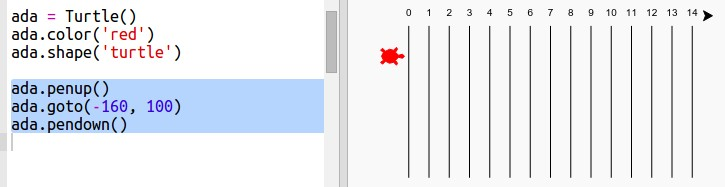 ada = Turtle()
ada.color('red')
ada.shape('turtle')
ada.penup()
ada.goto(-160, 100)
ada.pendown()
0 1 2 3 4 5 6 7 8 9 10 11 12 13 14